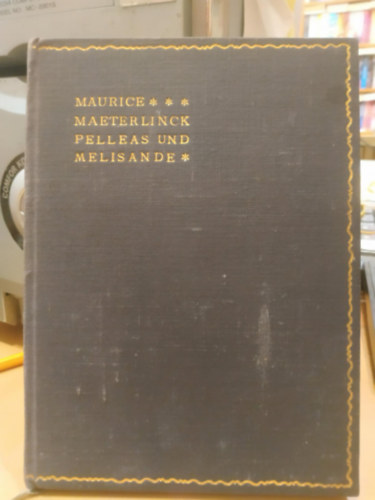 MAURICE * * *
MAETERLINCK
PELLEAS UND
MELISANDE *